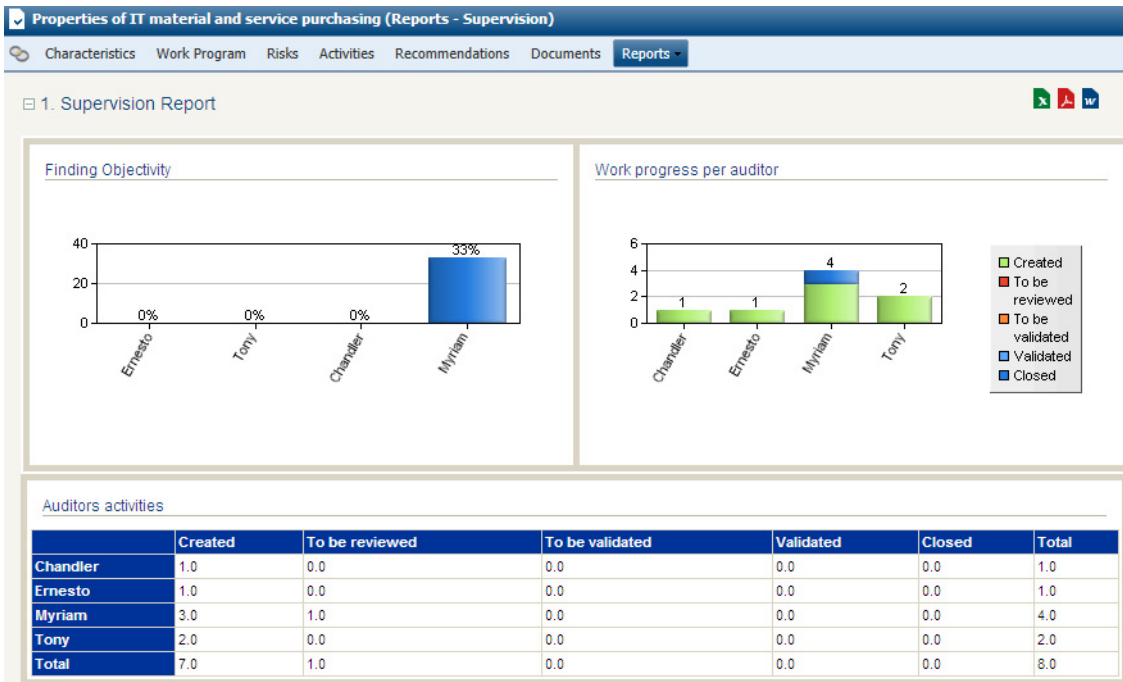 Properties of IT material and service purchasing (Reports - Supervision)
Characteristics Work Program Risks Activities Recommendations Documents Reports
1. Supervision Report
Finding Objectivity
40
20
0
0%
0%
0%
33%
Ernesto
Tony
Chandler
Myriam
Work progress per auditor
6
4
2
0
1
1
4
2
Chandler
Ernesto
Myriam
Tony
Created
To be
reviewed
To be
validated
Validated
Closed
Auditors activities
Created To be reviewed To be validated Validated Closed Total
Chandler 1.0 0.0 0.0 0.0 0.0 1.0
Ernesto 1.0 0.0 0.0 0.0 0.0 1.0
Myriam 3.0 1.0 0.0 0.0 0.0 4.0
Tony 2.0 0.0 0.0 0.0 0.0 2.0
Total 7.0 1.0 0.0 0.0 0.0 8.0